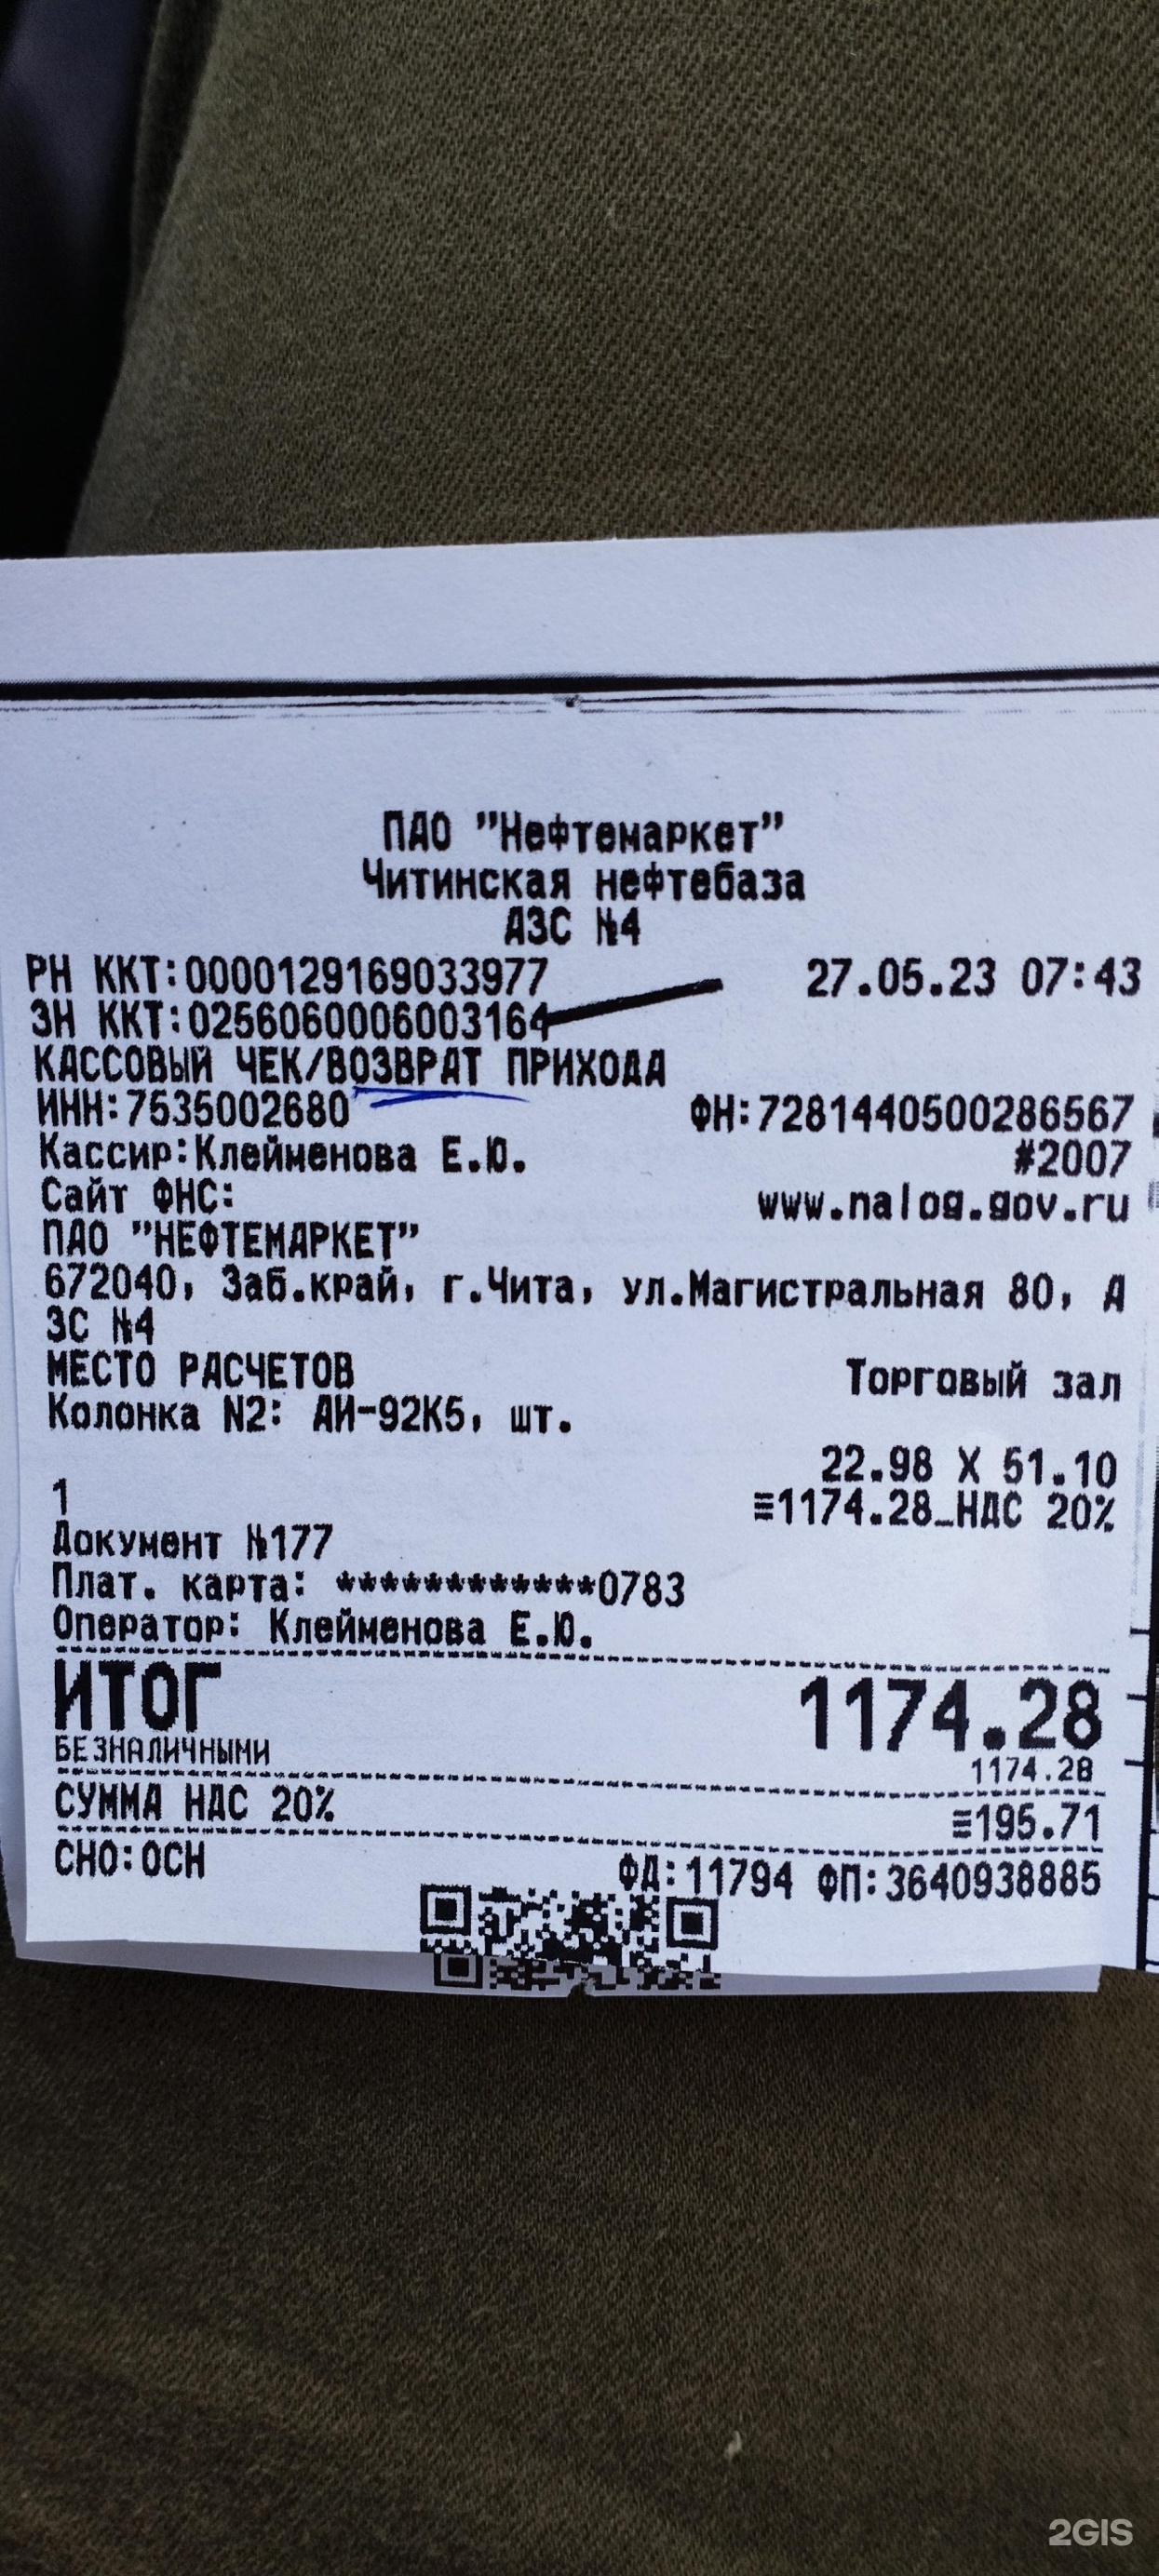 ПАО "Нефтемаркет"
Читинская нефтебаза
АЗС №4
РН ККТ:0000129169033977 27.05.23 07:43
ЗН ККТ:0256060006003164
КАССОВЫЙ ЧЕК/ВОЗВРАТ ПРИХОДА
ИНН:7535002680 ФН:7281440500286567
Кассир:Клейменова Е.Ю. #2007
Сайт ФНС: www.nalog.gov.ru
ПАО "НЕФТЕМАРКЕТ"
672040, Заб.край, г.Чита, ул.Магистральная 80, А
ЗС №4
МЕСТО РАСЧЕТОВ Торговый зал
Колонка N2: АИ-92К5, шт.
22.98 X 51.10
1 ≡1174.28_НДС 20%
Документ №177
Плат. карта: ************0783
Оператор: Клейменова Е.Ю.
ИТОГ 1174.28
БЕЗНАЛИЧНЫМИ 1174.28
СУММА НДС 20% ≡195.71
СНО:ОСН ФД:11794 ФП:3640938885
2GIS